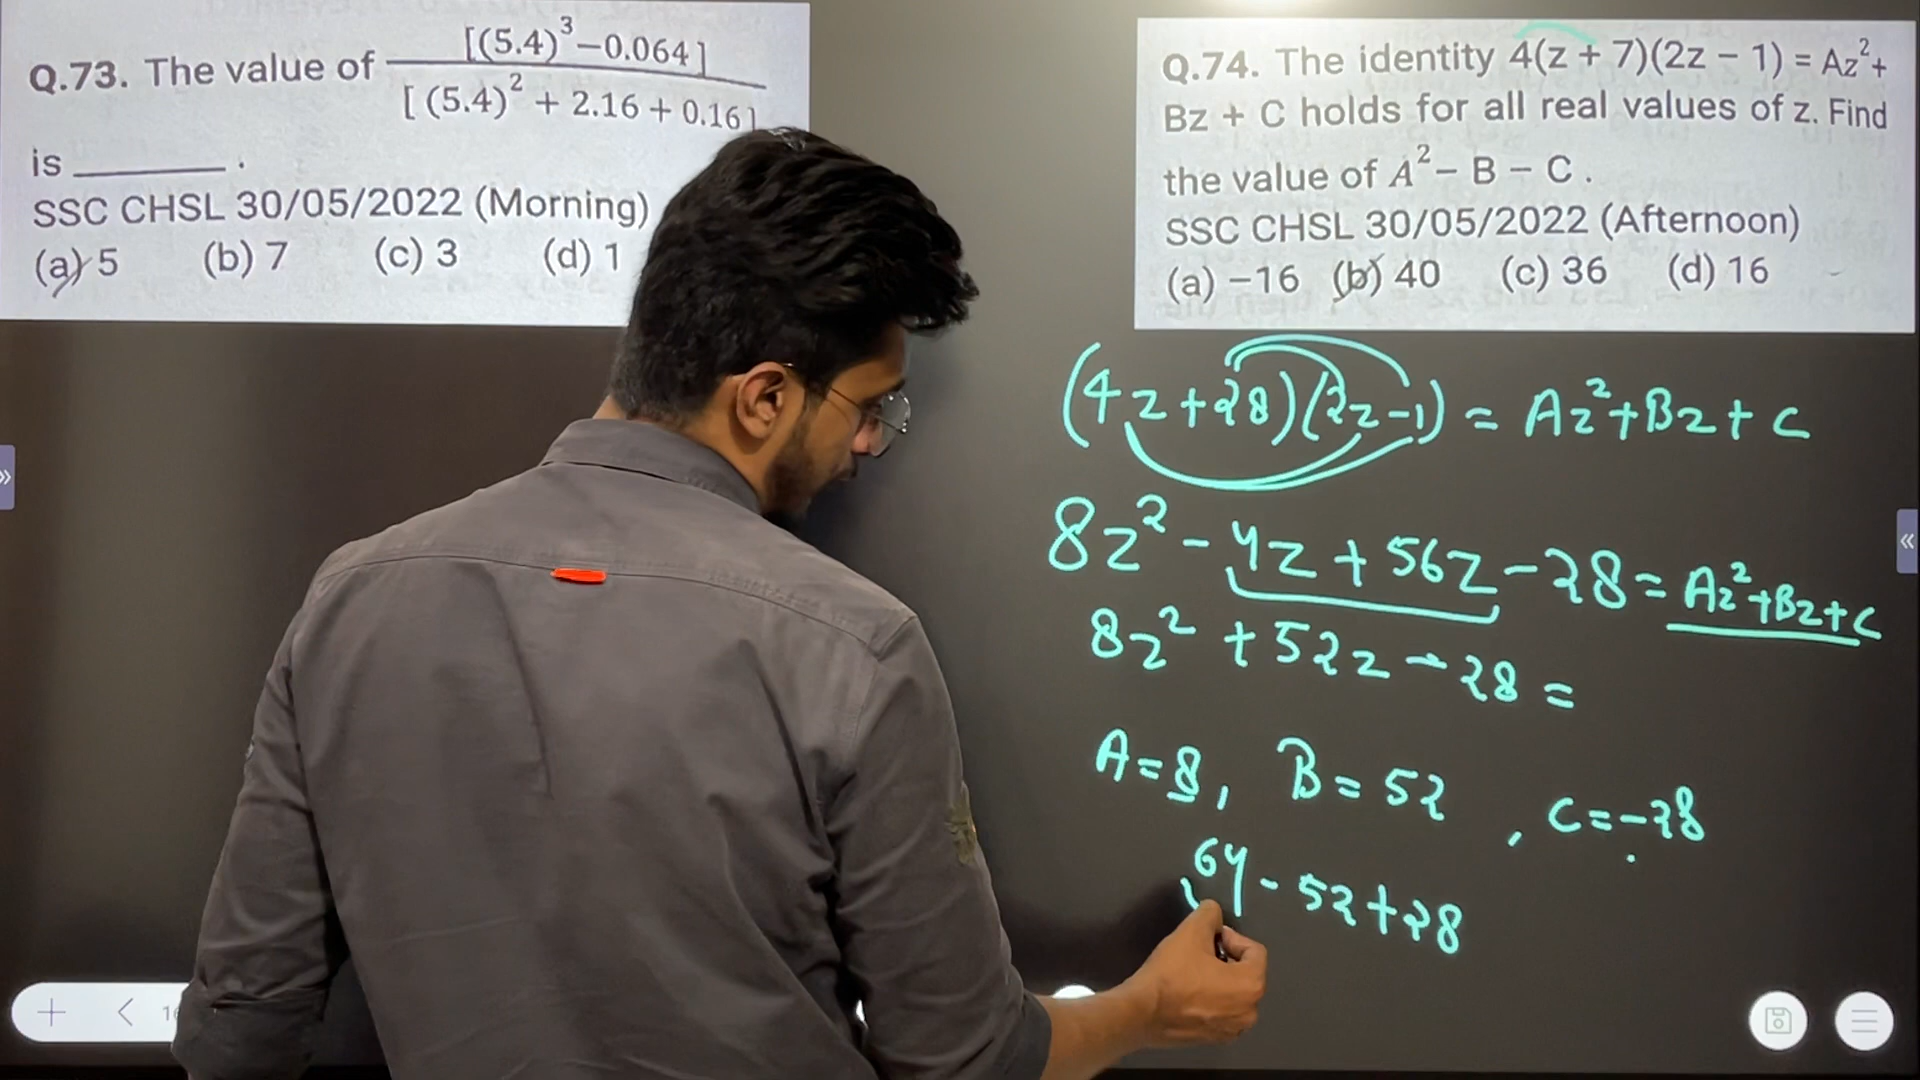 Q.73. The value of [(5.4)³−0.064] / [(5.4)² + 2.16 + 0.16]
is ________ .
SSC CHSL 30/05/2022 (Morning)
(a) 5 (b) 7 (c) 3 (d) 1
Q.74. The identity 4(z + 7)(2z − 1) = Az² +
Bz + C holds for all real values of z. Find
the value of A² − B − C .
SSC CHSL 30/05/2022 (Afternoon)
(a) −16 (b) 40 (c) 36 (d) 16
(4z+28)(2z-1) = Az²+Bz+C
8z² - 4z + 56z - 28 = Az²+Bz+C
8z² + 52z - 28 =
A=8, B=52, C=-28
64 - 52+28